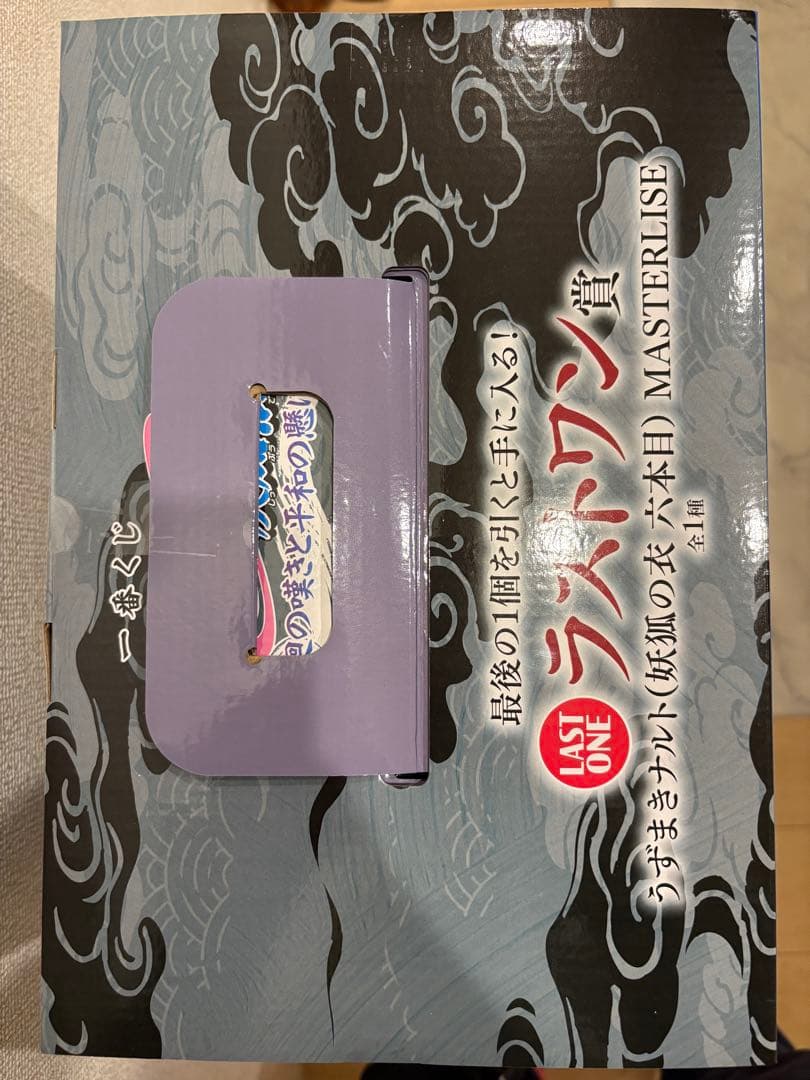 一番くじ
の嘆きと平和の懸
最後の1個を引くと手に入る!
LAST ONE ラストワン賞
うずまきナルト(妖狐の衣 六本目) MASTERLISE
全1種